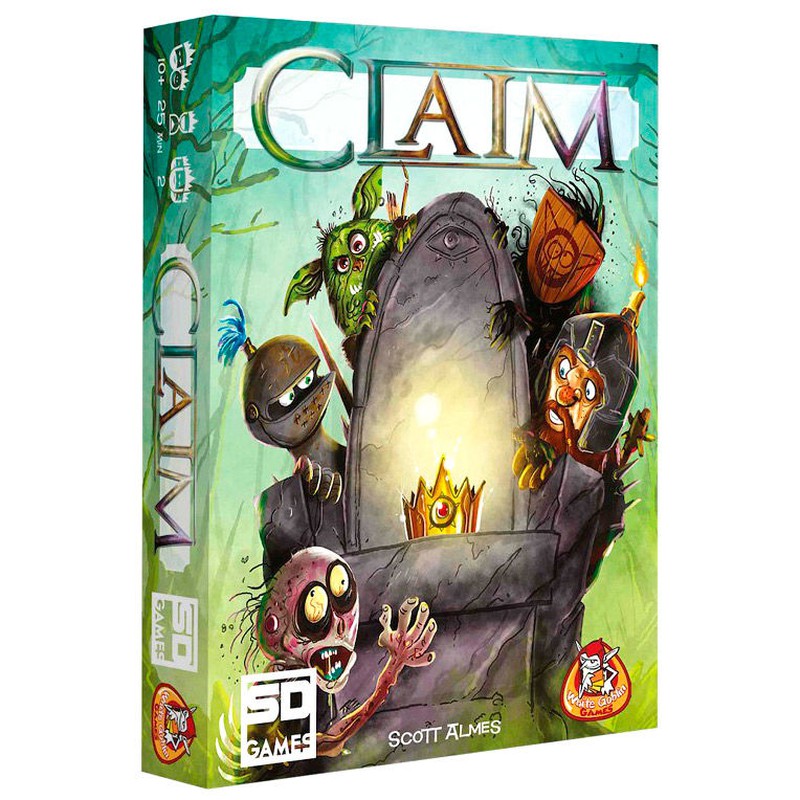 CLAIM
SCOTT ALMES
SD
GAMES
White Goblin
GAMES
10+
25 MIN
2
CLAIM
SD
GAMES